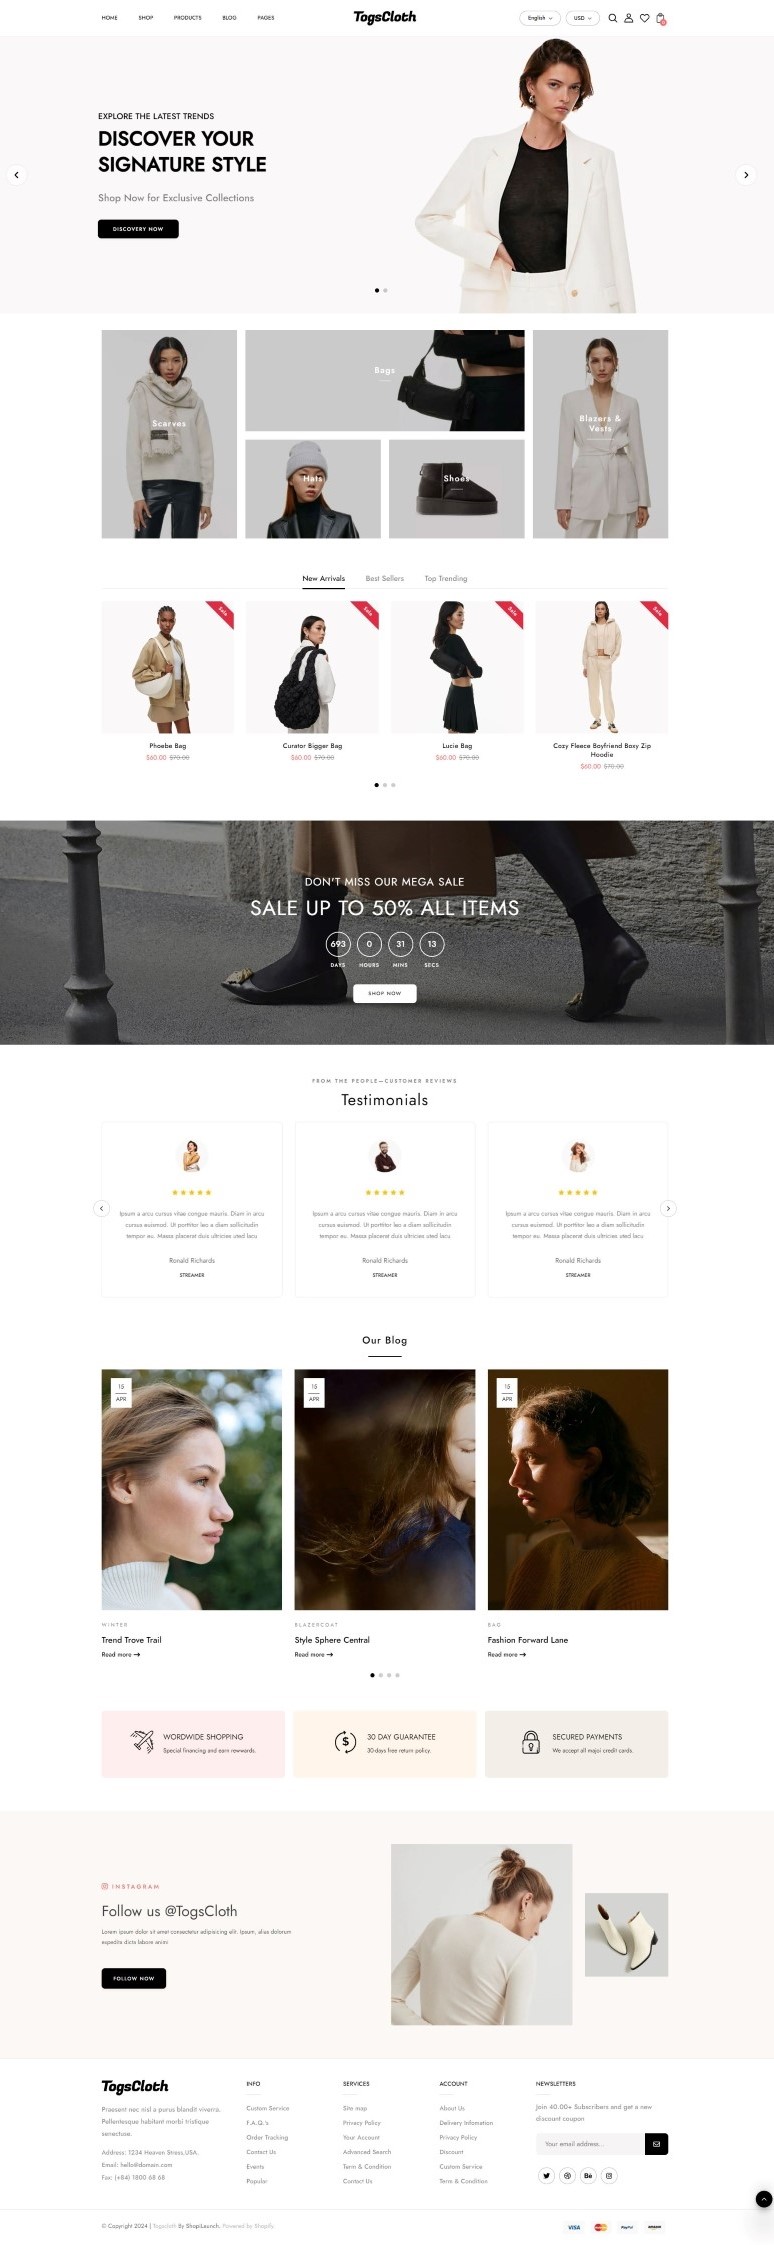 HOME SHOP PRODUCTS BLOG PAGES
TogsCloth
English USD
EXPLORE THE LATEST TRENDS
DISCOVER YOUR
SIGNATURE STYLE
Shop Now for Exclusive Collections
DISCOVERY NOW
Scarves
Bags
Hats
Shoes
Blazers &
Vests
New Arrivals Best Sellers Top Trending
Sale
Sale
Sale
Sale
Phoebe Bag
$60.00 $70.00
Curator Bigger Bag
$60.00 $70.00
Lucie Bag
$60.00 $70.00
Cozy Fleece Boyfriend Boxy Zip
Hoodie
$60.00 $70.00
DON'T MISS OUR MEGA SALE
SALE UP TO 50% ALL ITEMS
693 0 31 13
DAYS HOURS MINS SECS
SHOP NOW
FROM THE PEOPLE—CUSTOMER REVIEWS
Testimonials
Ipsum a arcu cursus vitae congue mauris. Diam in arcu
cursus euismod. Ut porttitor leo a diam sollicitudin
tempor eu. Massa placerat duis ultricies uted lacu
Ronald Richards
STREAMER
Ipsum a arcu cursus vitae congue mauris. Diam in arcu
cursus euismod. Ut porttitor leo a diam sollicitudin
tempor eu. Massa placerat duis ultricies uted lacu
Ronald Richards
STREAMER
Ipsum a arcu cursus vitae congue mauris. Diam in arcu
cursus euismod. Ut porttitor leo a diam sollicitudin
tempor eu. Massa placerat duis ultricies uted lacu
Ronald Richards
STREAMER
Our Blog
15
APR
15
APR
15
APR
WINTER
Trend Trove Trail
Read more
BLAZERCOAT
Style Sphere Central
Read more
BAG
Fashion Forward Lane
Read more
WORDWIDE SHOPPING
Special financing and earn rewwards.
30 DAY GUARANTEE
30-days free return policy.
SECURED PAYMENTS
We accept all majoi credit cards.
INSTAGRAM
Follow us @TogsCloth
Lorem ipsum dolor sit amet consectetur adipisicing elit. Ipsum, alias dolorum
expedita dicta labore animi
FOLLOW NOW
TogsCloth
Praesent nec nisl a purus blandit viverra.
Pellentesque habitant morbi tristique
senectuse.
Address: 1234 Heaven Stress,USA.
Email: hello@domain.com
Fax: (+84) 1800 68 68
INFO
Custom Service
F.A.Q.'s
Order Tracking
Contact Us
Events
Popular
SERVICES
Site map
Privacy Policy
Your Account
Advanced Search
Term & Condition
Contact Us
ACCOUNT
About Us
Delivery Infomation
Privacy Policy
Discount
Custom Service
Term & Condition
NEWSLETTERS
Join 40.00+ Subscribers and get a new
discount coupon
Your email address...
Bē
© Copyright 2024 | Togscloth By ShopiLaunch. Powered by Shopify
VISA PayPal amazon